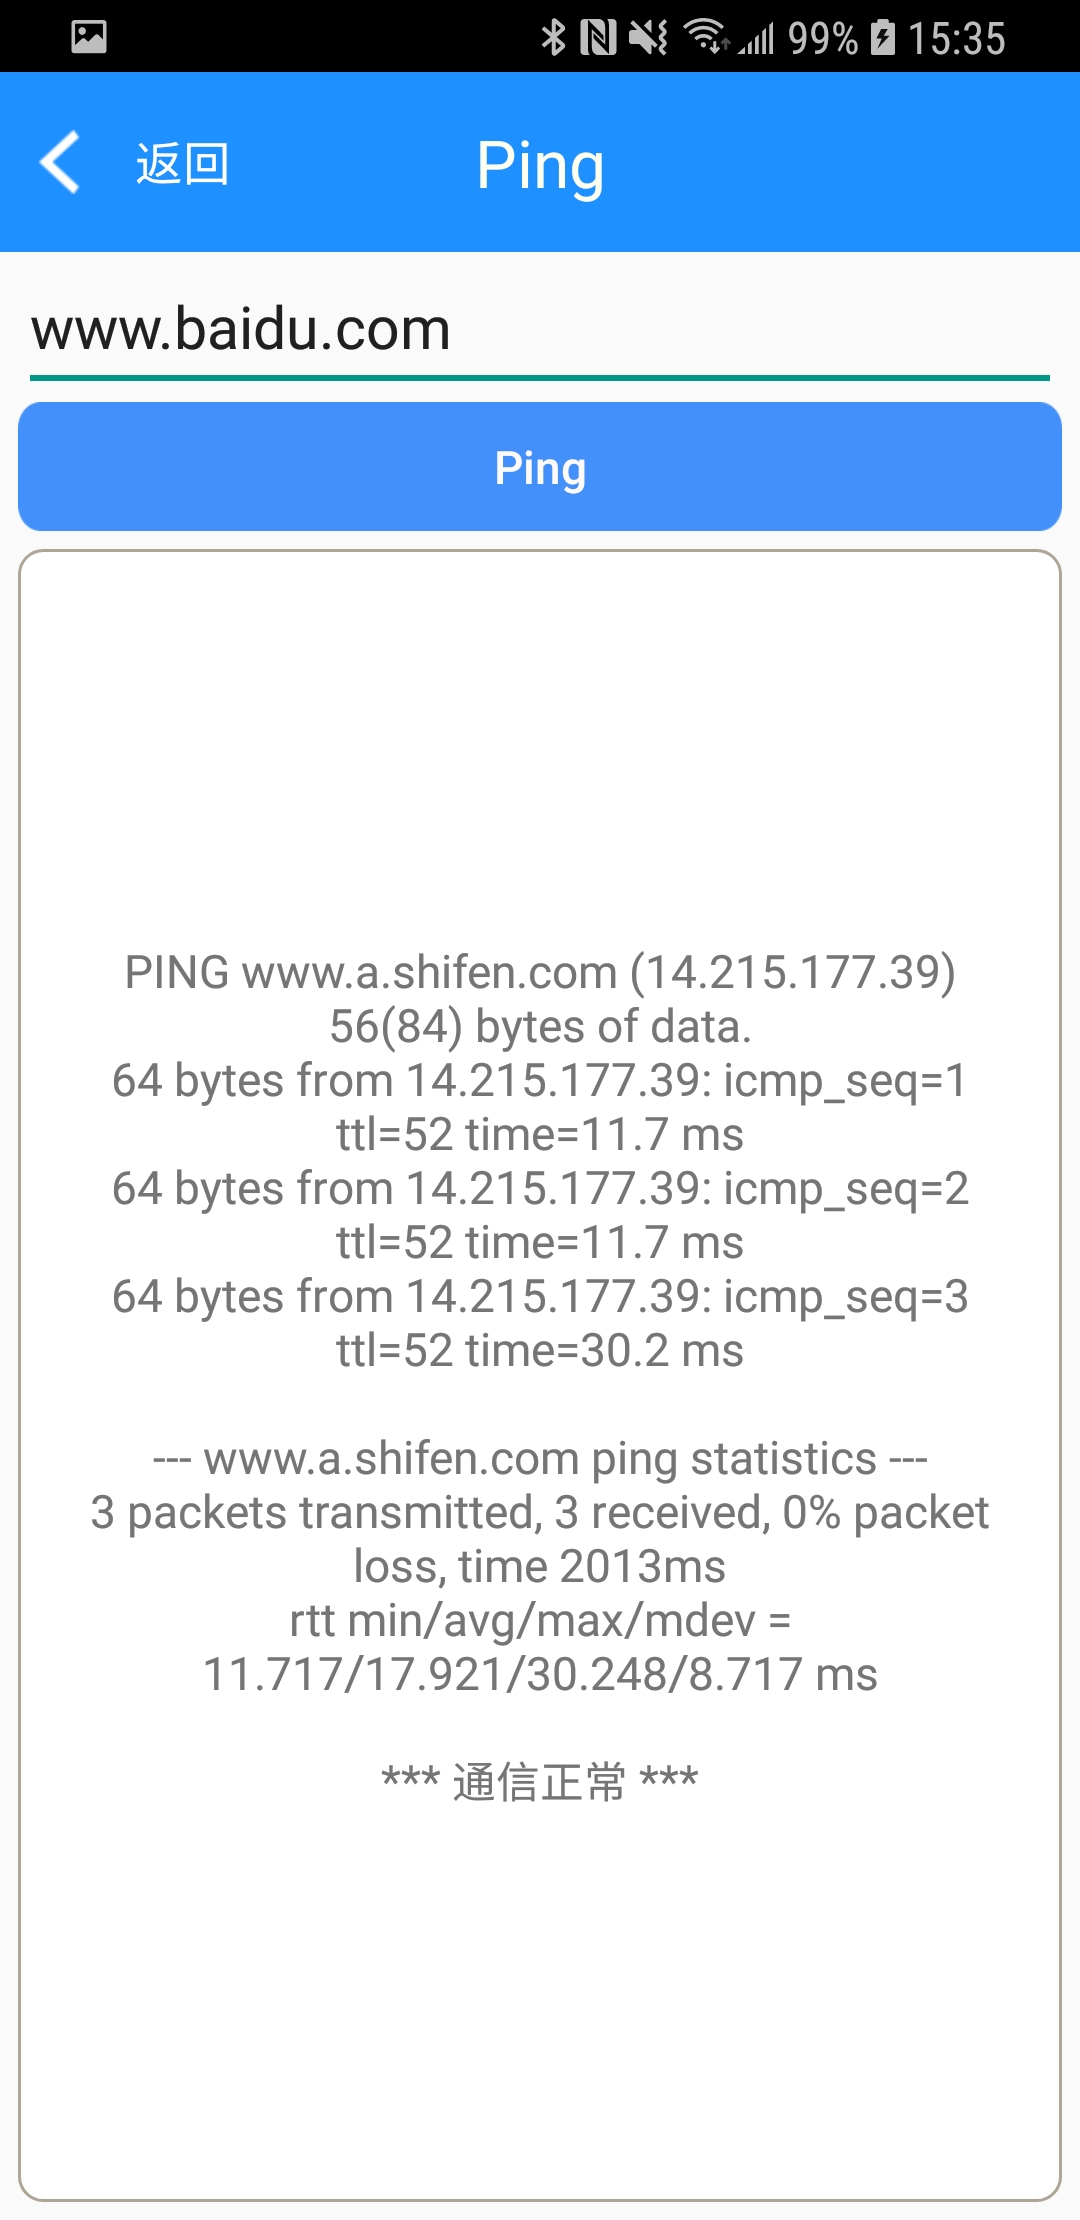 99% 15:35
返回 Ping
www.baidu.com
Ping
PING www.a.shifen.com (14.215.177.39)
56(84) bytes of data.
64 bytes from 14.215.177.39: icmp_seq=1
ttl=52 time=11.7 ms
64 bytes from 14.215.177.39: icmp_seq=2
ttl=52 time=11.7 ms
64 bytes from 14.215.177.39: icmp_seq=3
ttl=52 time=30.2 ms
--- www.a.shifen.com ping statistics ---
3 packets transmitted, 3 received, 0% packet
loss, time 2013ms
rtt min/avg/max/mdev =
11.717/17.921/30.248/8.717 ms
*** 通信正常 ***